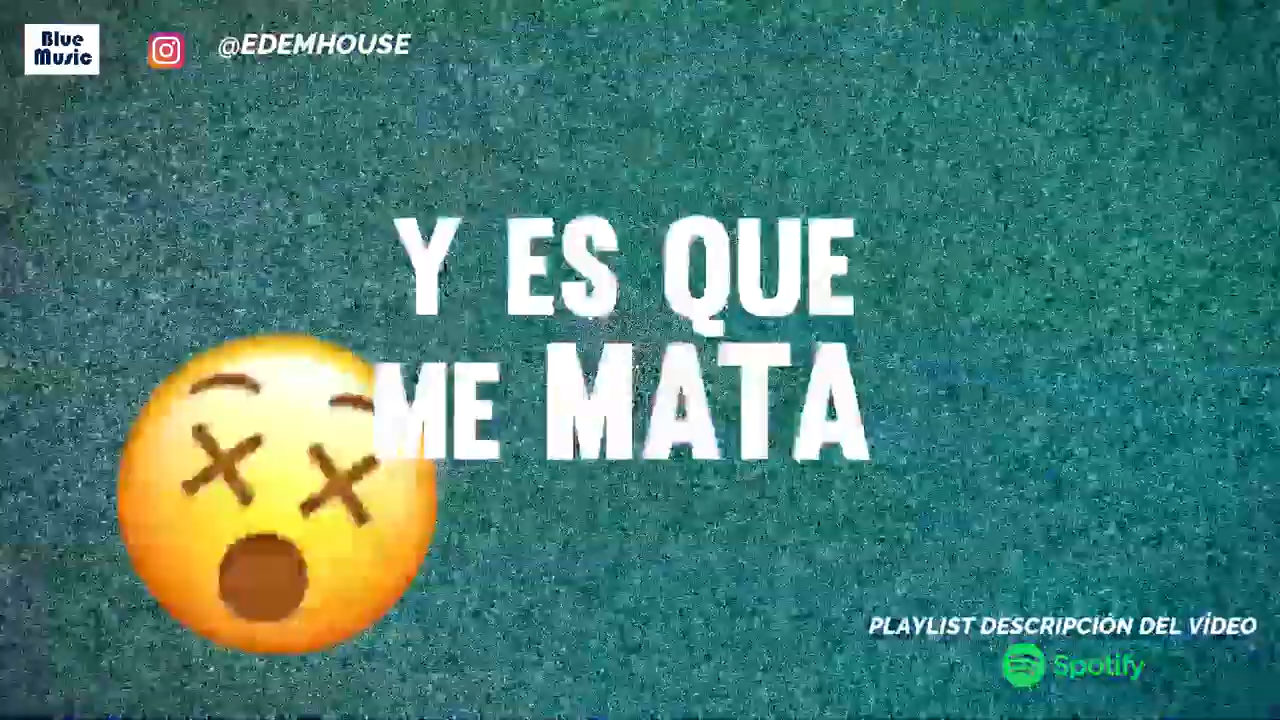 Blue
Music
@EDEMHOUSE
Y ES QUE
ME MATA
PLAYLIST DESCRIPCIÓN DEL VÍDEO
Spotify